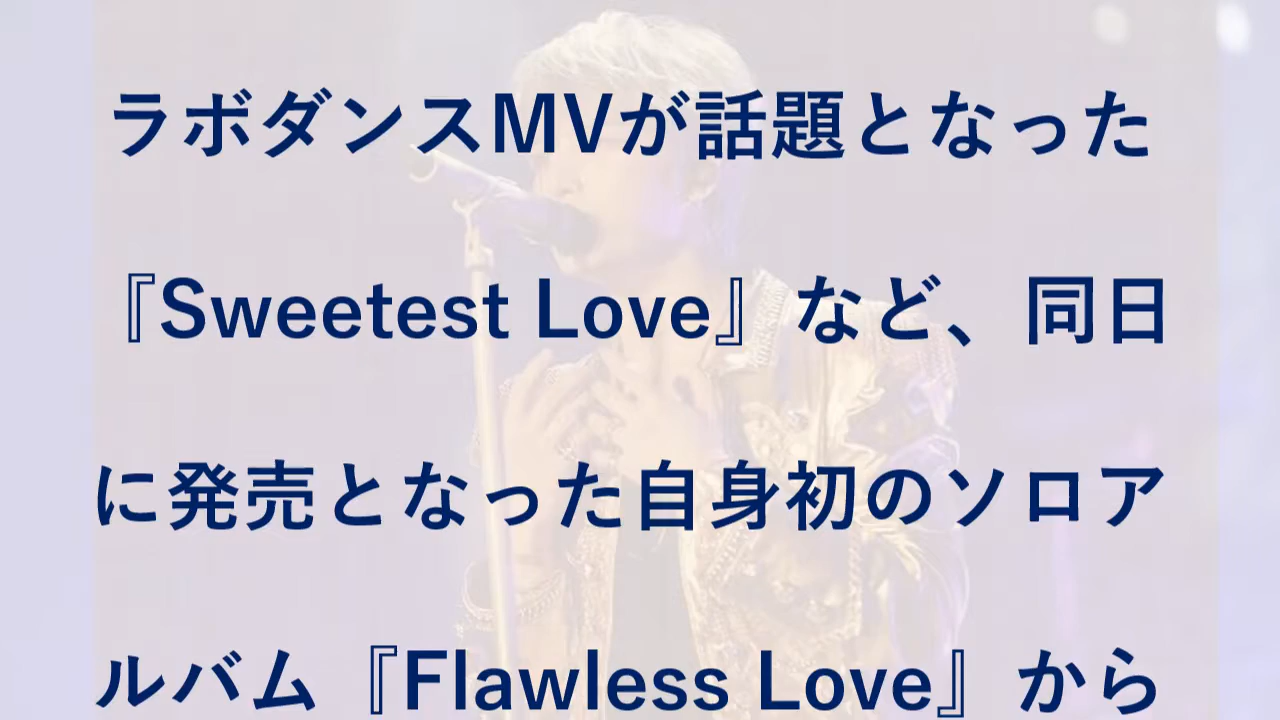 ラボダンスMVが話題となった
『Sweetest Love』など、同日
に発売となった自身初のソロア
ルバム『Flawless Love』から